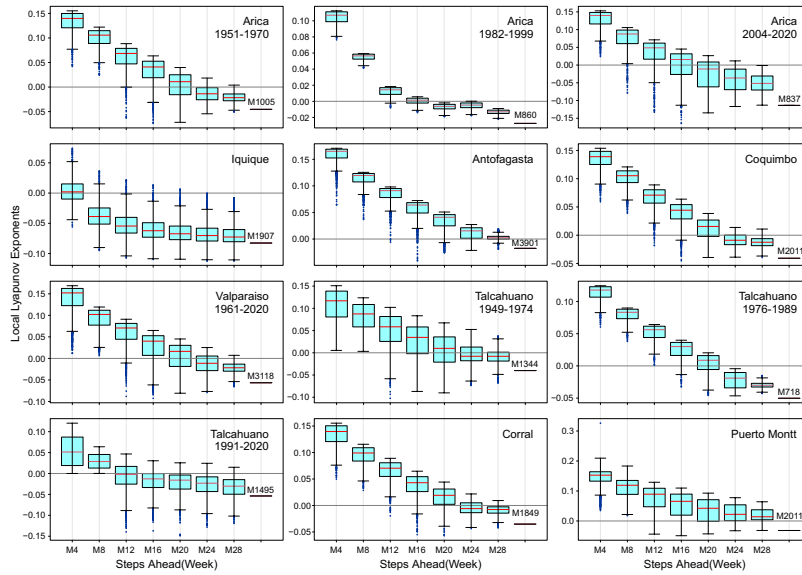 Arica
1951-1970
0.15
0.10
0.05
0.00
-0.05
M1005
Arica
1982-1999
0.10
0.08
0.06
0.04
0.02
0.00
-0.02
M860
Arica
2004-2020
0.15
0.10
0.05
0.00
-0.05
-0.10
-0.15
M837
Iquique
0.05
0.00
-0.05
-0.10
M1907
Antofagasta
0.15
0.10
0.05
0.00
-0.05
M3901
Coquimbo
0.15
0.10
0.05
0.00
-0.05
M2011
Valparaiso
1961-2020
0.15
0.10
0.05
0.00
-0.05
-0.10
M3118
Talcahuano
1949-1974
0.15
0.10
0.05
0.00
-0.05
-0.10
M1344
Talcahuano
1976-1989
0.10
0.05
0.00
-0.05
M718
Talcahuano
1991-2020
0.15
0.10
0.05
-0.00
-0.05
-0.10
-0.15
M1495
Corral
0.15
0.10
0.05
0.00
-0.05
M1849
Puerto Montt
0.3
0.2
0.1
0.0
M2011
Local Lyapunov Exponents
M4 M8 M12 M16 M20 M24 M28
M4 M8 M12 M16 M20 M24 M28
M4 M8 M12 M16 M20 M24 M28
Steps Ahead(Week)
Steps Ahead(Week)
Steps Ahead(Week)